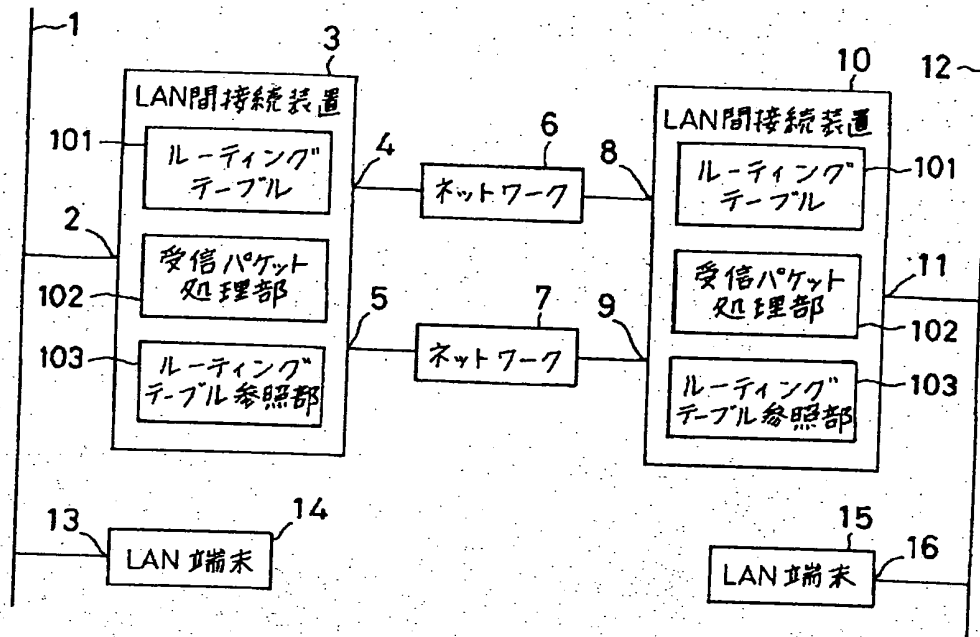 1
3
LAN間接続装置
101
ルーティング
テーブル
4
2
受信パケット
処理部
102
5
103
ルーティング
テーブル参照部
6
ネットワーク
7
ネットワーク
8
9
10
12
LAN間接続装置
ルーティング
テーブル
101
受信パケット
処理部
11
102
ルーティング
テーブル参照部
103
13
14
LAN端末
15
LAN端末
16